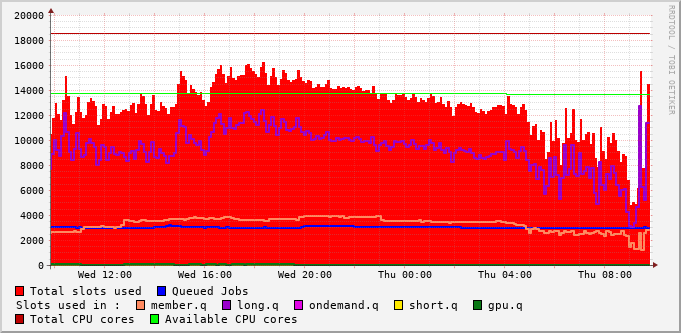 20000
18000
16000
14000
12000
10000
8000
6000
4000
2000
0
Wed 12:00 Wed 16:00 Wed 20:00 Thu 00:00 Thu 04:00 Thu 08:00
RRDTOOL / TOBI OETIKER
Total slots used Queued Jobs
Slots used in : member.q long.q ondemand.q short.q gpu.q
Total CPU cores Available CPU cores